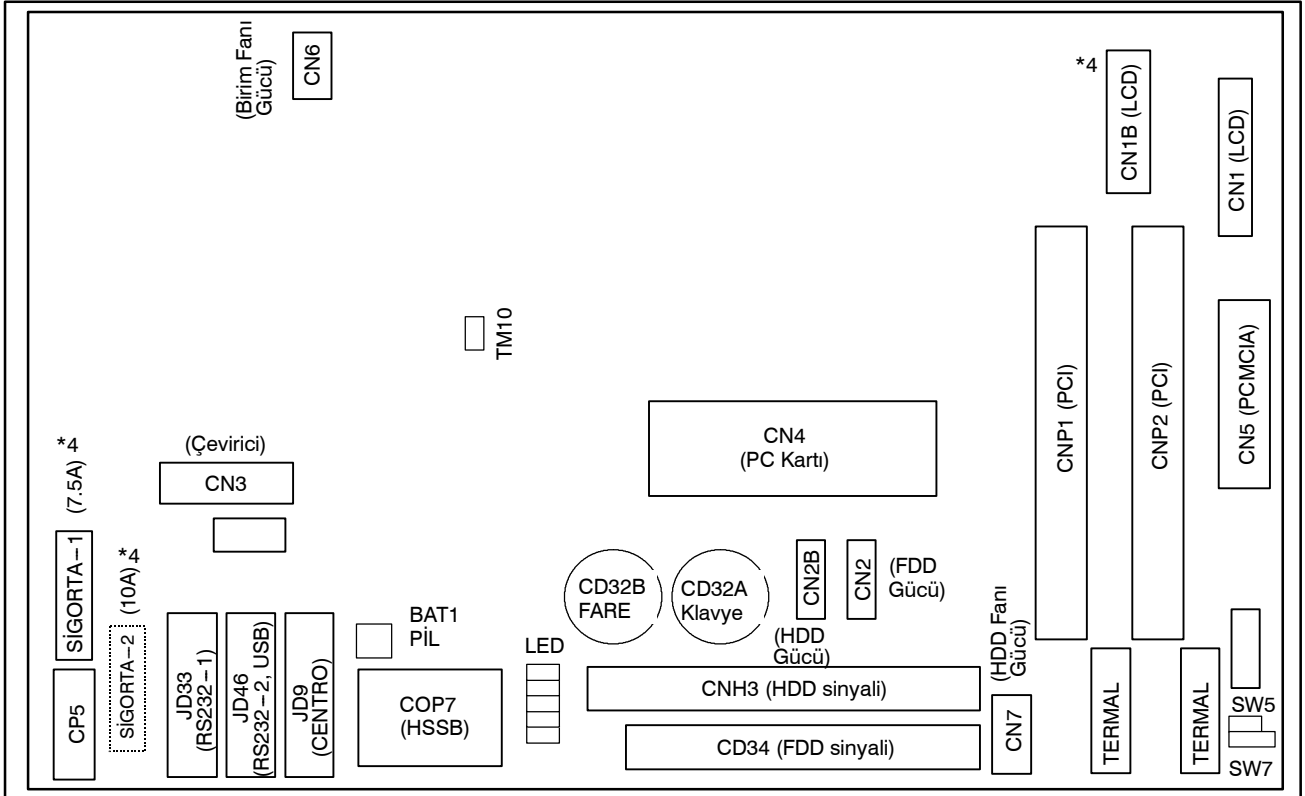 (Birim Fanı
Gücü)
CN6
*4
CN1B (LCD)
CN1 (LCD)
TM10
CNP1 (PCI)
CNP2 (PCI)
CN5 (PCMCIA)
CN4
(PC Kartı)
*4
(7.5A)
SİGORTA−1
(Çevirici)
CN3
*4
(10A)
SİGORTA−2
CP5
JD33
(RS232−1)
JD46
(RS232−2, USB)
JD9
(CENTRO)
BAT1
PİL
COP7
(HSSB)
LED
CD32B
FARE
CD32A
Klavye
CN2B
CN2
(FDD
Gücü)
(HDD
Gücü)
CNH3 (HDD sinyali)
CD34 (FDD sinyali)
(HDD Fanı
Gücü)
CN7
TERMAL
TERMAL
SW5
SW7